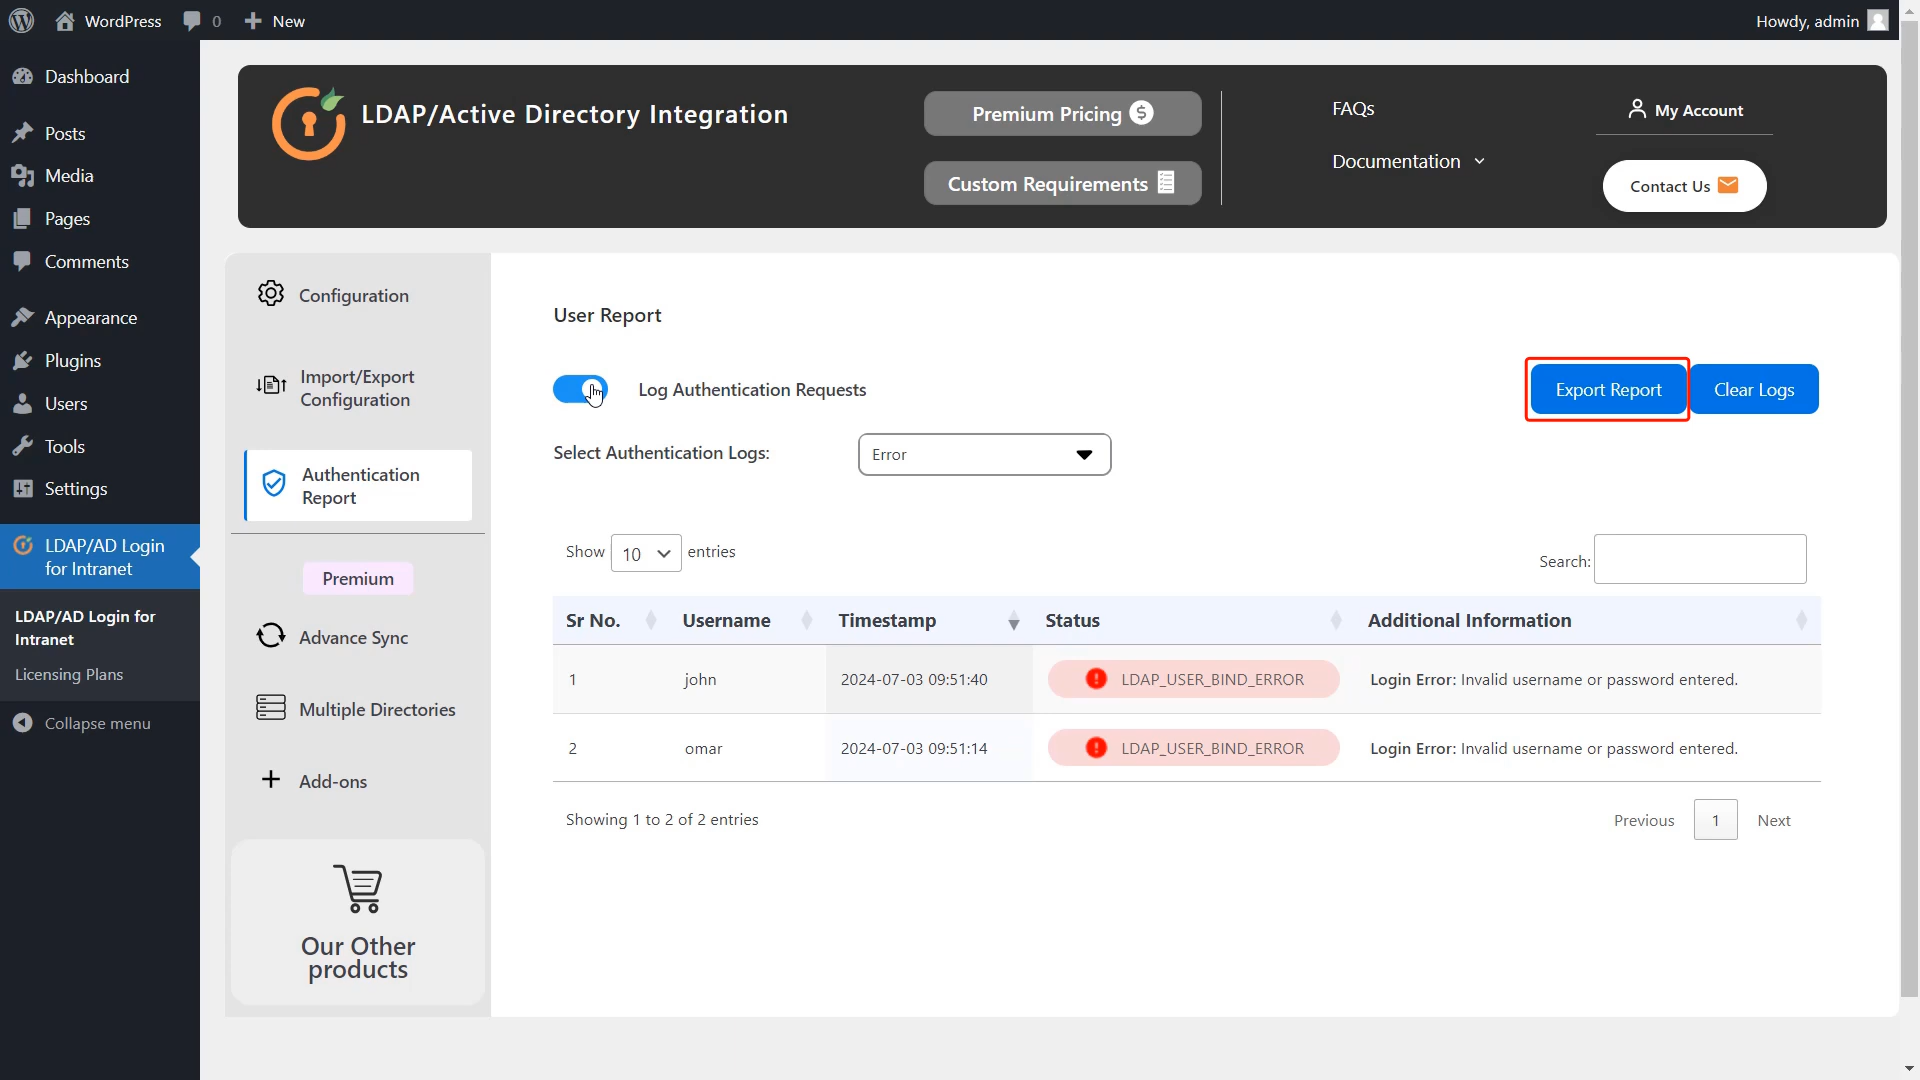 WordPress
0
New
Howdy, admin
Dashboard
Posts
Media
Pages
Comments
Appearance
Plugins
Users
Tools
Settings
LDAP/AD Login
for Intranet
LDAP/AD Login for
Intranet
Licensing Plans
Collapse menu
LDAP/Active Directory Integration
Premium Pricing $
Custom Requirements
FAQs
Documentation
My Account
Contact Us
Configuration
Import/Export
Configuration
Authentication
Report
Premium
Advance Sync
Multiple Directories
Add-ons
Our Other
products
User Report
Log Authentication Requests
Export Report
Clear Logs
Select Authentication Logs:
Error
Show 10 entries
Search:
Sr No. Username Timestamp Status Additional Information
1 john 2024-07-03 09:51:40 LDAP_USER_BIND_ERROR Login Error: Invalid username or password entered.
2 omar 2024-07-03 09:51:14 LDAP_USER_BIND_ERROR Login Error: Invalid username or password entered.
Showing 1 to 2 of 2 entries
Previous 1 Next